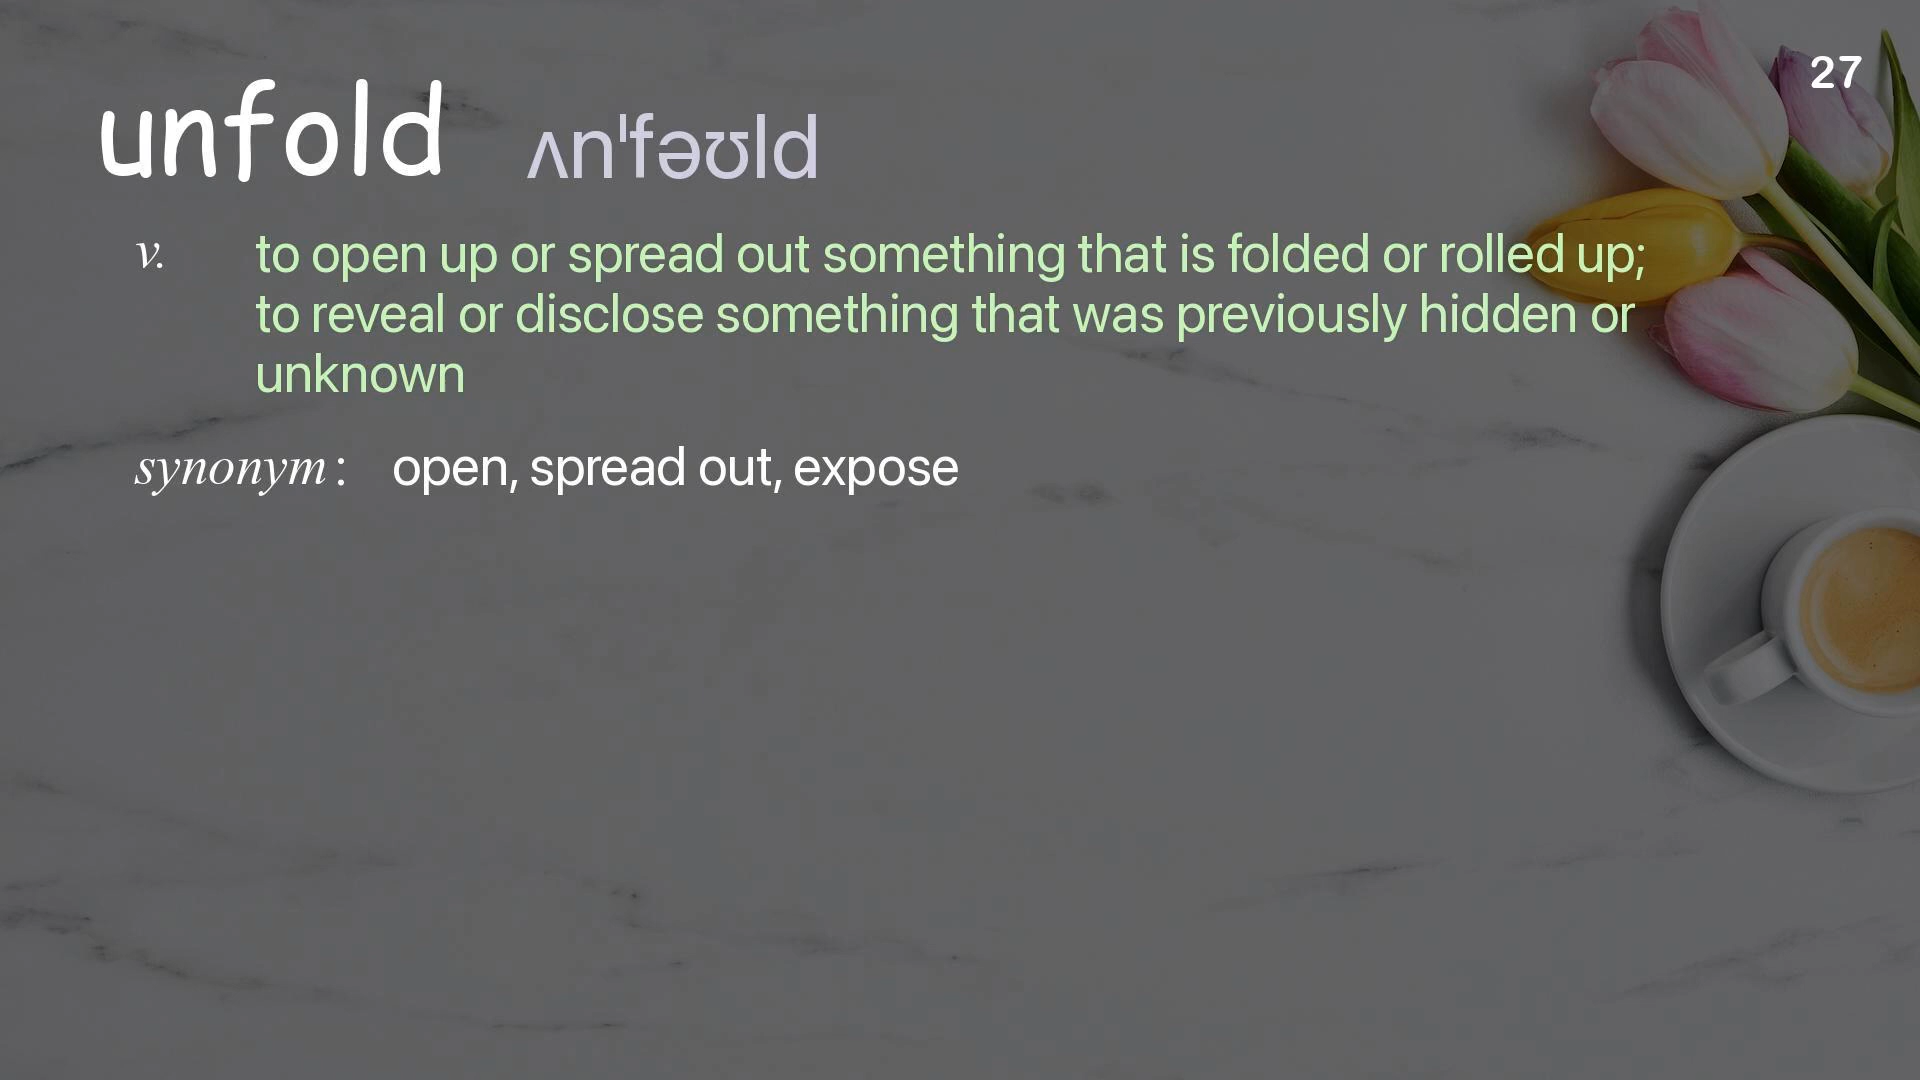 27
unfold ʌnˈfəʊld
v. to open up or spread out something that is folded or rolled up;
to reveal or disclose something that was previously hidden or
unknown
synonym: open, spread out, expose